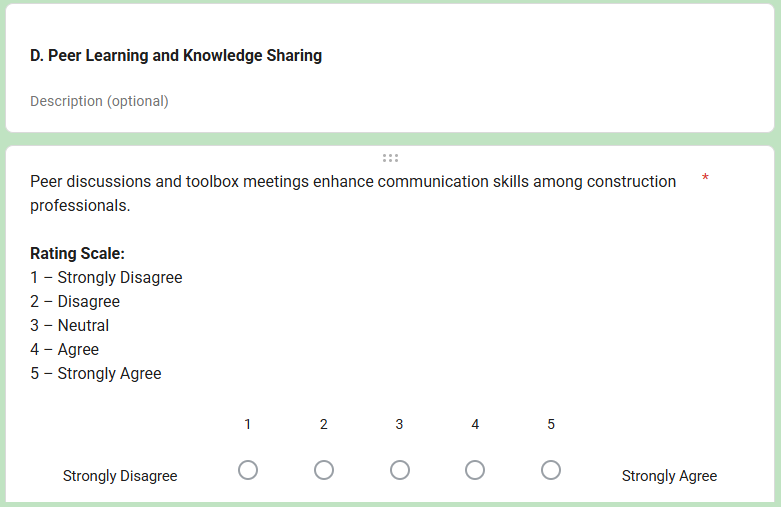 D. Peer Learning and Knowledge Sharing
Description (optional)
Peer discussions and toolbox meetings enhance communication skills among construction *
professionals.
Rating Scale:
1 – Strongly Disagree
2 – Disagree
3 – Neutral
4 – Agree
5 – Strongly Agree
1 2 3 4 5
Strongly Disagree Strongly Agree